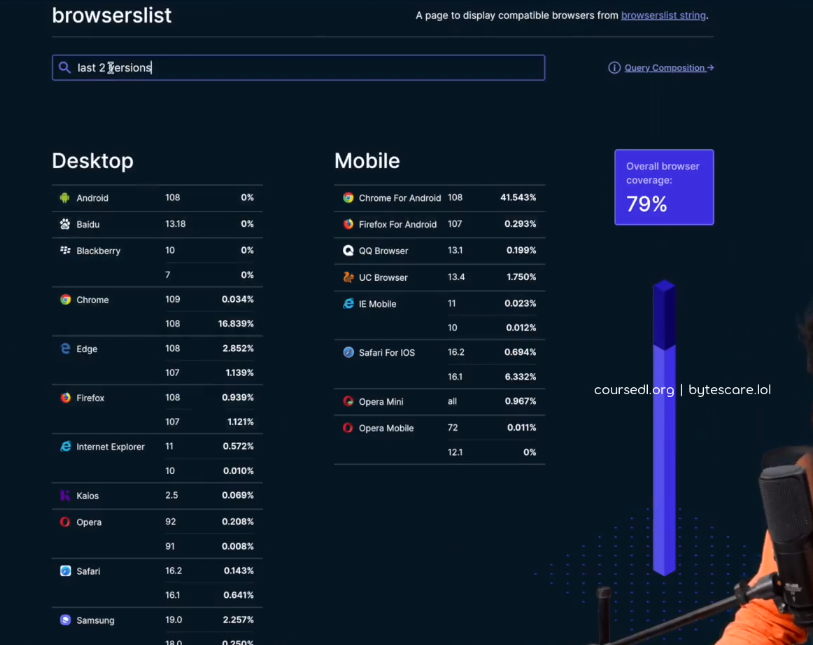 browserslist
A page to display compatible browsers from browserslist string.
last 2 versions
Query Composition
Desktop
Android 108 0%
Baidu 13.18 0%
Blackberry 10 0%
7 0%
Chrome 109 0.034%
108 16.839%
Edge 108 2.852%
107 1.139%
Firefox 108 0.939%
107 1.121%
Internet Explorer 11 0.572%
10 0.010%
Kaios 2.5 0.069%
Opera 92 0.208%
91 0.008%
Safari 16.2 0.143%
16.1 0.641%
Samsung 19.0 2.257%
18.0 0.250%
Mobile
Chrome For Android 108 41.543%
Firefox For Android 107 0.293%
QQ Browser 13.1 0.199%
UC Browser 13.4 1.750%
IE Mobile 11 0.023%
10 0.012%
Safari For IOS 16.2 0.694%
16.1 6.332%
Opera Mini all 0.967%
Opera Mobile 72 0.011%
12.1 0%
Overall browser
coverage:
79%
coursedl.org | bytescare.lol